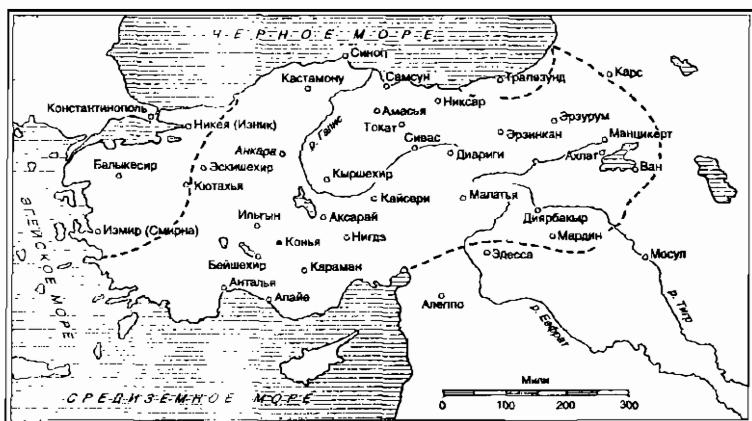 ЧЕРНОЕ МОРЕ
Синоп
Кастамону
Самсун
Трапезунд
Карс
Константинополь
Никея (Изник)
Амасья
Никсар
Токат
р. Галис
Эрзурум
Анкара
Сивас
Эрзинкан
Манцикерт
Балыкесир
Эскишехир
Диариги
Ахлат
Ван
Кютахья
Кыршехир
Кайсари
Малатья
ЭГЕЙСКОЕ МОРЕ
Измир (Смирна)
Ильгын
Аксарай
Диярбакыр
Конья
Нигдэ
Мардин
Бейшехир
Караман
Эдесса
Мосул
Анталья
Алайе
Алеппо
р. Евфрат
р. Тигр
СРЕДИЗЕМНОЕ МОРЕ
Мили
0 100 200 300